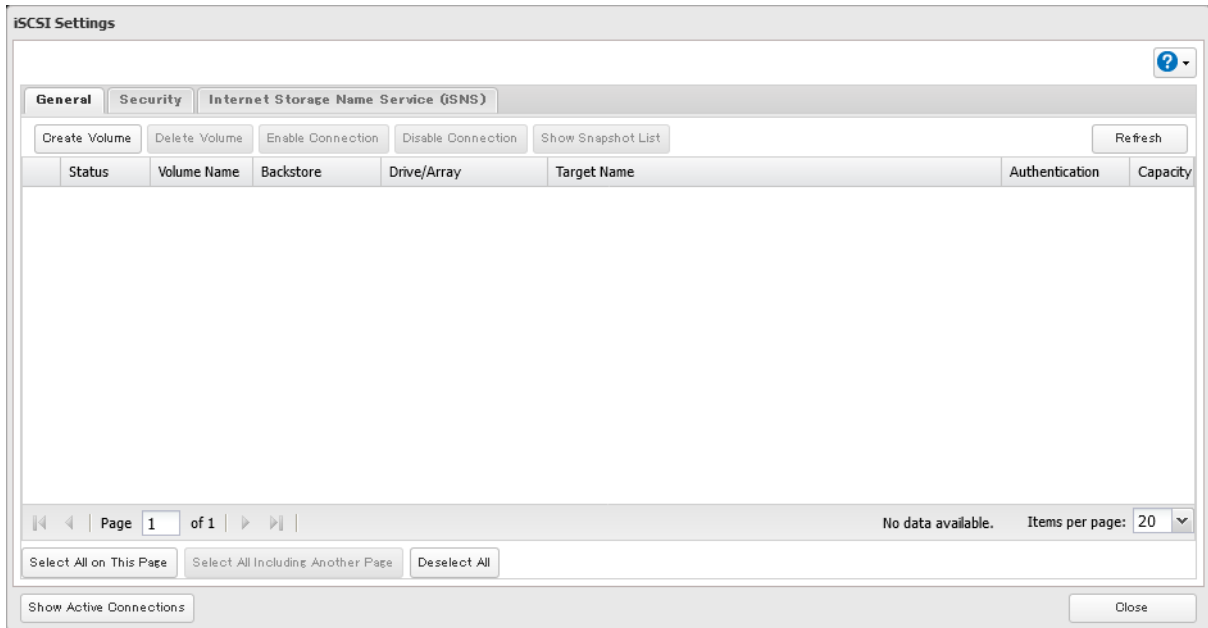 iSCSI Settings
?
General Security Internet Storage Name Service (iSNS)
Create Volume Delete Volume Enable Connection Disable Connection Show Snapshot List Refresh
Status Volume Name Backstore Drive/Array Target Name Authentication Capacity
Page 1 of 1 No data available. Items per page: 20
Select All on This Page Select All Including Another Page Deselect All
Show Active Connections Close